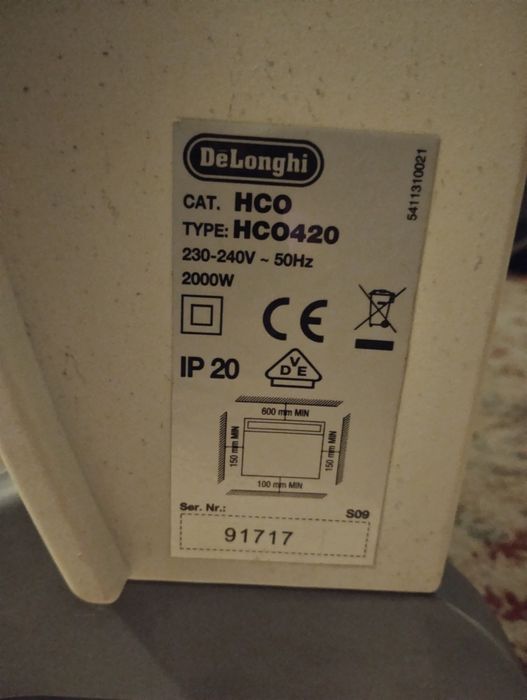 DeLonghi
CAT. HCO
TYPE: HCO420
230-240V ~ 50Hz
2000W
5411310021
CE
IP 20
DVE
600 mm MIN
150 mm MIN
150 mm MIN
100 mm MIN
Ser. Nr.:
S09
91717